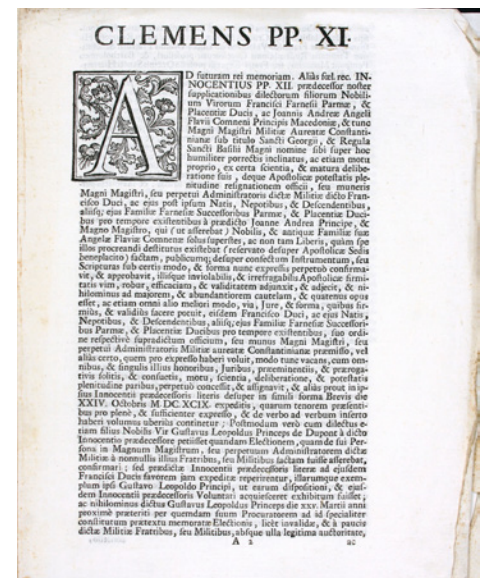 CLEMENS PP. XI.
AD futuram rei memoriam. Aliàs fœl. rec. IN-
NOCENTIUS PP. XII. prædecessor noster
supplicationibus dilectorum filiorum Nobili-
um Virorum Francisci Farnesii Parmæ, &
Placentiæ Ducis, ac Joannis Andreæ Angeli
Flavii Comneni Principis Macedoniæ, & tunc
Magni Magistri Militiæ Aureatæ Constanti-
nianæ sub titulo Sancti Georgii, & Regula
Sancti Basilii Magni nomine sibi super hoc
humiliter porrectis inclinatus, ac etiam motu
proprio, ex certa scientia, & matura delibe-
ratione suis, deque Apostolicæ potestatis ple-
nitudine resignationem officii, seu muneris
Magni Magistri, seu perpetui Administratoris dictæ Militiæ dicto Fran-
cisco Duci, ac ejus post ipsum Natis, Nepotibus, & Descendentibus,
aliisq; ejus Familiæ Farnesiæ Successoribus Parmæ, & Placentiæ Duci-
bus pro tempore existentibus à prædicto Joanne Andrea Principe, &
Magno Magistro, qui (ut asserebat) Nobilis, & antiquæ Familiæ suæ
Angelæ Flaviæ Comnenæ solus superstes, ac non tam Liberis, quàm spe
illos procreandi destitutus existebat (reservato desuper Apostolicæ Sedis
beneplacito) factam, publicumq; desuper confectum Instrumentum, seu
Scripturas sub certis modo, & forma tunc expressis perpetuò confirma-
vit, & approbavit, illisque inviolabilis, & irrefragabilis Apostolicæ firmi-
tatis vim, robur, efficaciam, & validitatem adjunxit, & adjecit, & ni-
hilominus ad majorem, & abundantiorem cautelam, & quatenus opus
esset, ac etiam omni alio meliori modo, via, Jure, & forma, quibus fir-
miùs, & validiùs facere potuit, eisdem Francisco Duci, ac ejus Natis,
Nepotibus, & Descendentibus, aliisq; ejus Familiæ Farnesiæ Successori-
bus Parmæ, & Placentiæ Ducibus pro tempore existentibus, suo ordi-
ne respectivè supradictum officium, seu munus Magni Magistri, seu
perpetui Administratoris Militiæ aureatæ Constantinianæ præmisso, vel
alias certo, quem pro expresso haberi voluit, modo tunc vacans, cum om-
nibus, & singulis illius honoribus, Juribus, præeminentiis, & præroga-
tivis solitis, & consuetis, motu, scientia, deliberatione, & potestatis
plenitudine paribus, perpetuò concessit, & assignavit, & aliàs prout in ip-
sius Innocentii prædecessoris literis desuper in simili forma Brevis die
XXIV. Octobris M DC XCIX. expeditis, quarum tenorem præsenti-
bus pro plenè, & sufficienter expresso, & de verbo ad verbum inserto
haberi volumus uberiùs continetur; Postmodum verò cum dilectus e-
tiam filius Nobilis Vir Gustavus Leopoldus Princeps de Dupont à dicto
Innocentio prædecessore petiisset quamdam Electionem, quam de sui Per-
sona in Magnum Magistrum, seu perpetuum Administratorem dictæ
Militiæ à nonnullis illius Fratribus, seu Militibus factam fuisse asserebat,
confirmari; sed prædictæ Innocentii prædecessoris literæ ad ejusdem
Francisci Ducis favorem jam expeditæ reperirentur, illarumque exem-
plum ipsi Gustavo Leopoldo Principi, ut earum dispositioni, & ejus-
dem Innocentii prædecessoris Voluntati acquiesceret exhibitum fuisset;
ac nihilominus dictus Gustavus Leopoldus Princeps die xxv. Martii anni
proximè præteriti per quemdam suum Procuratorem ad id specialiter
constitutum prætextu memoratæ Electionis, licèt invalidæ, & à paucis
dictæ Militiæ Fratribus, seu Militibus, absque ulla legitima auctoritate,
A 2 ac